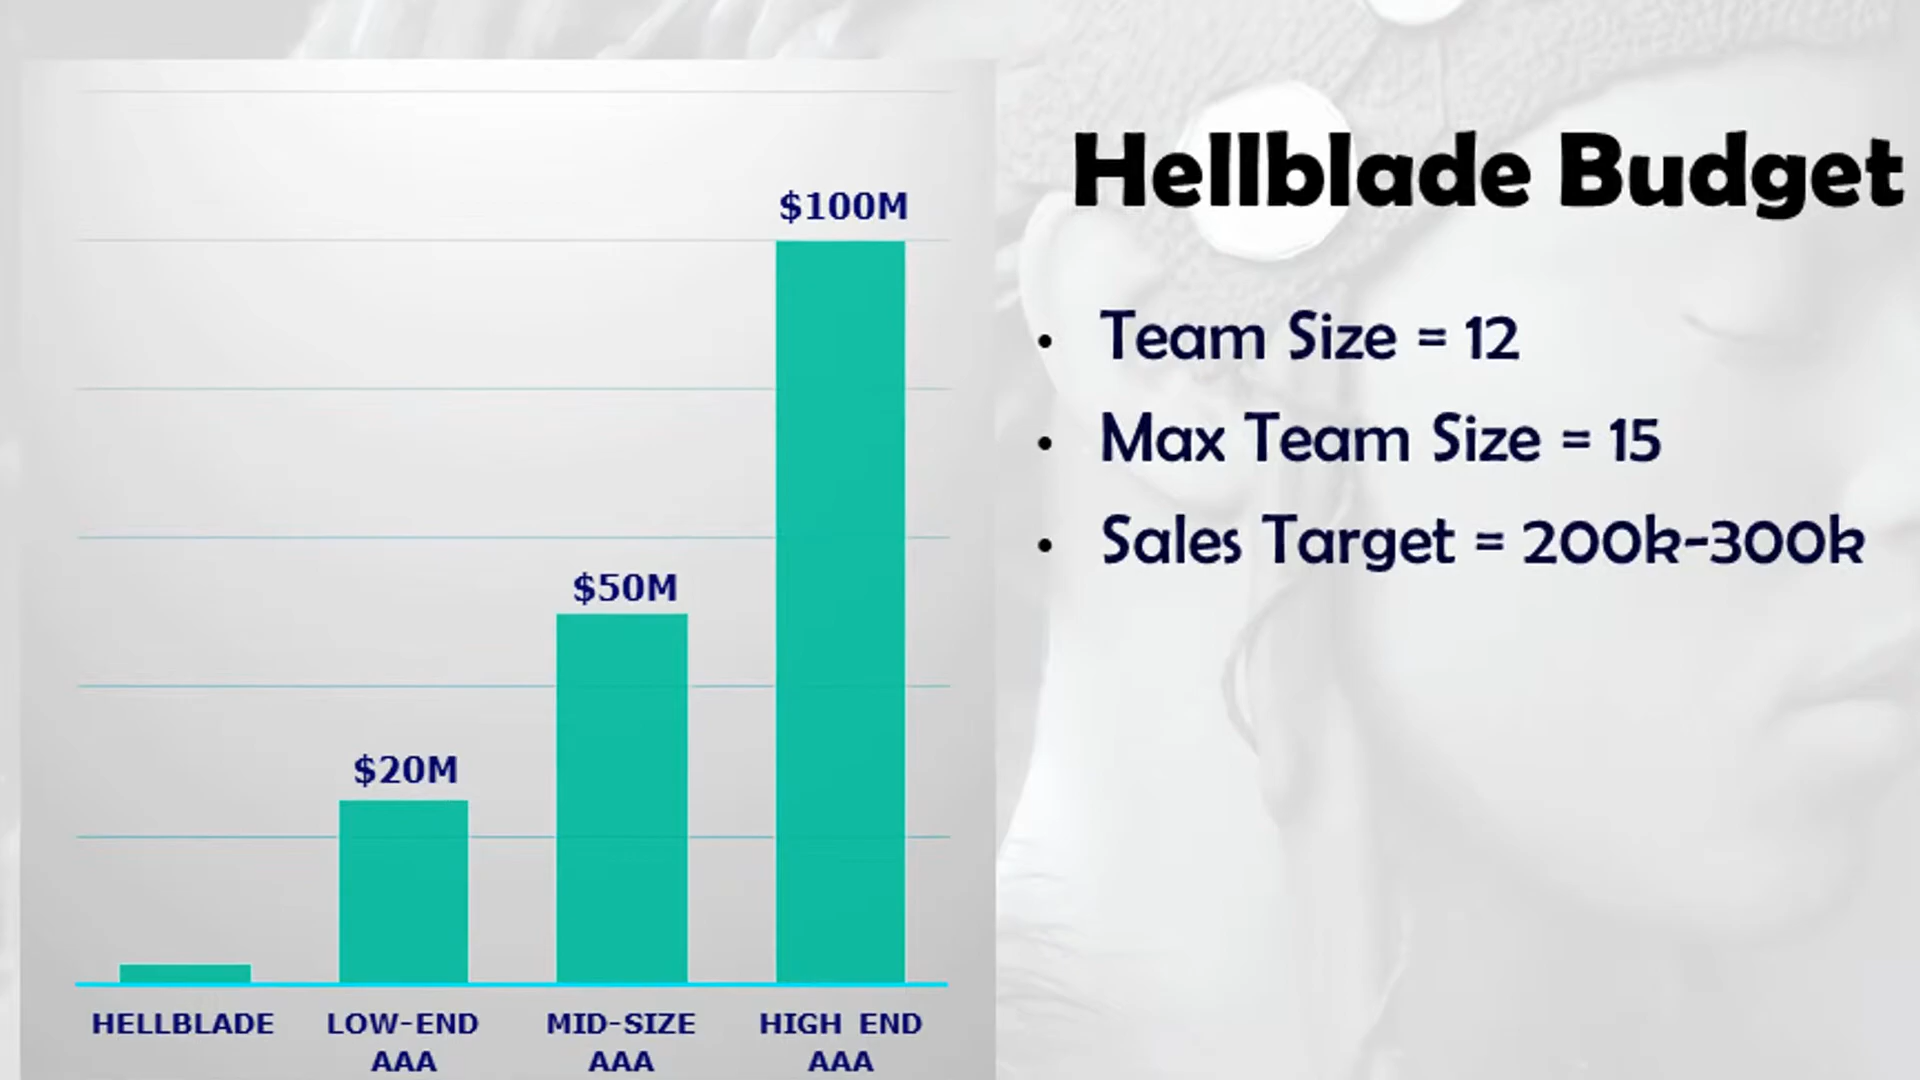 Hellblade Budget
• Team Size = 12
• Max Team Size = 15
• Sales Target = 200k-300k
$100M
$50M
$20M
HELLBLADE
LOW-END
AAA
MID-SIZE
AAA
HIGH END
AAA